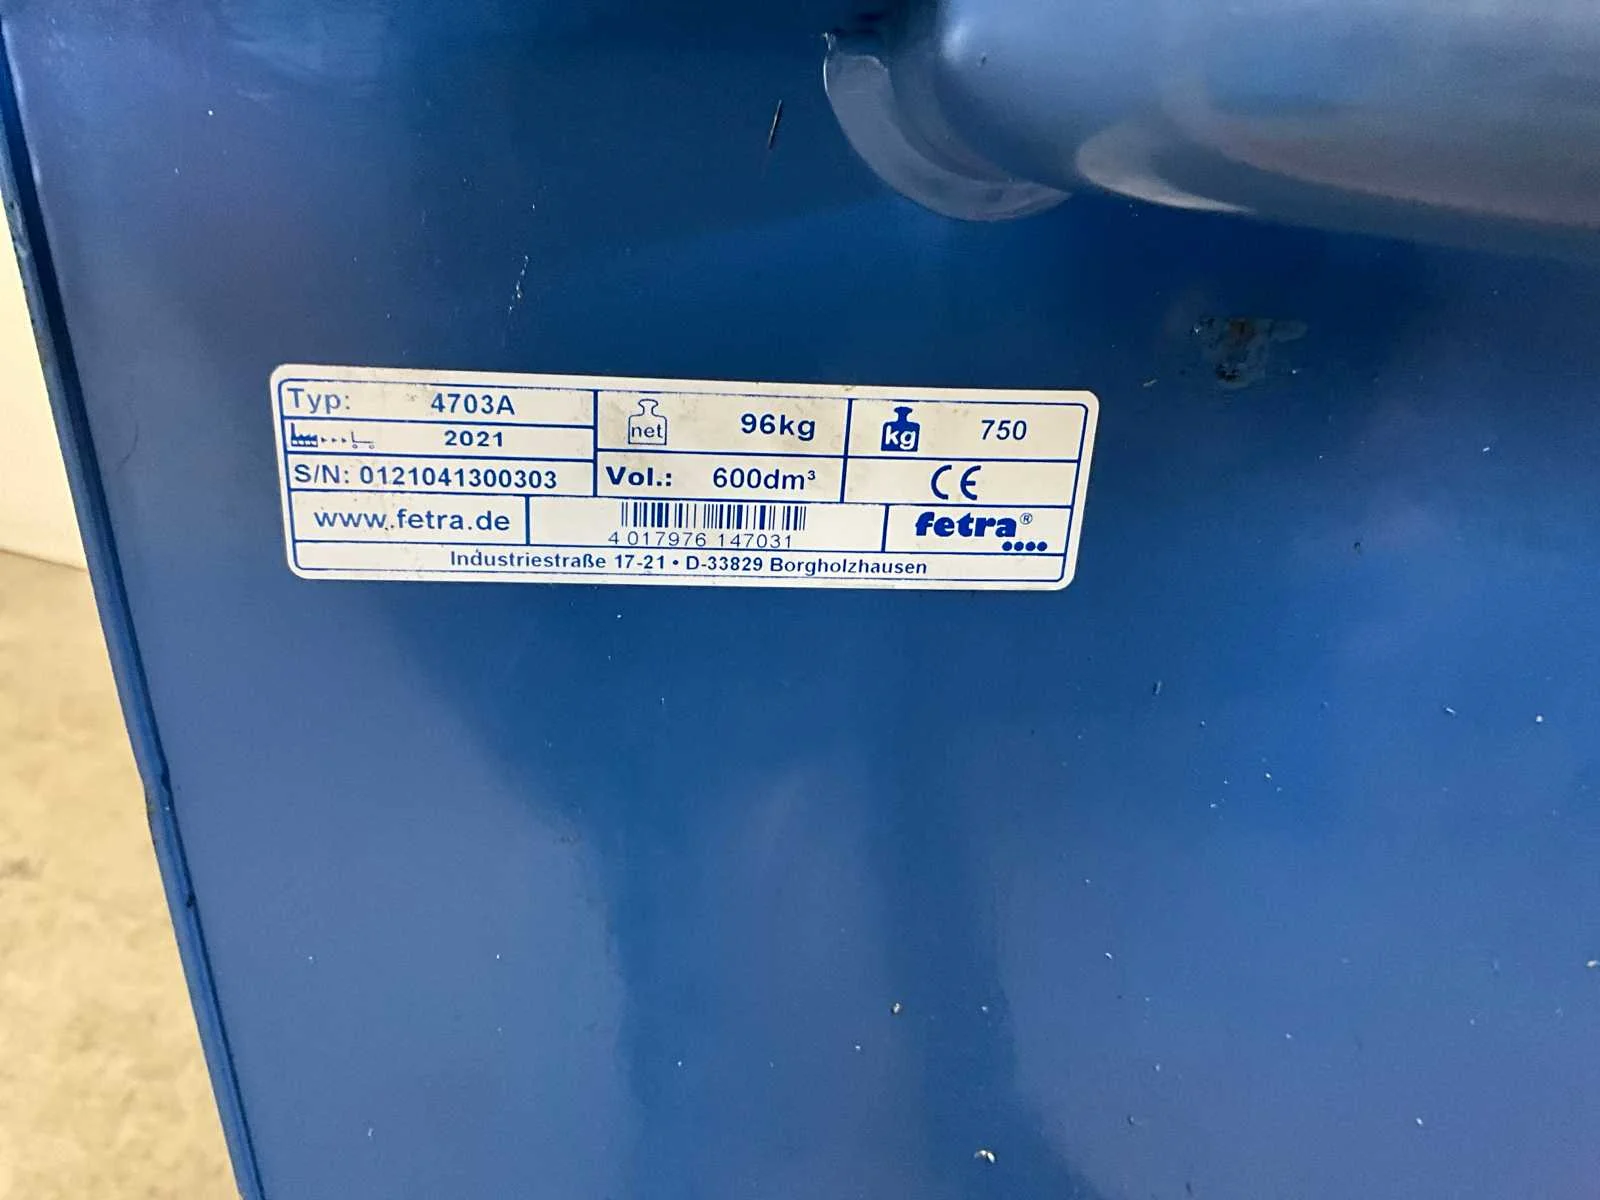 Typ: 4703A
2021
S/N: 0121041300303
net 96kg
kg 750
Vol.: 600dm³
CE
www.fetra.de
4 017976 147031
fetra®
Industriestraße 17-21 • D-33829 Borgholzhausen